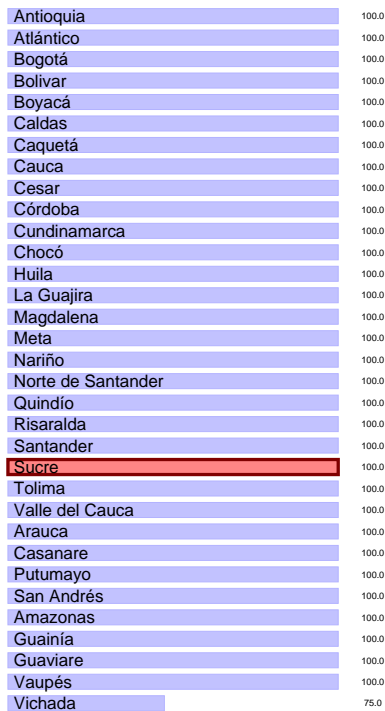 Antioquia 100.0
Atlántico 100.0
Bogotá 100.0
Bolivar 100.0
Boyacá 100.0
Caldas 100.0
Caquetá 100.0
Cauca 100.0
Cesar 100.0
Córdoba 100.0
Cundinamarca 100.0
Chocó 100.0
Huila 100.0
La Guajira 100.0
Magdalena 100.0
Meta 100.0
Nariño 100.0
Norte de Santander 100.0
Quindío 100.0
Risaralda 100.0
Santander 100.0
Sucre 100.0
Tolima 100.0
Valle del Cauca 100.0
Arauca 100.0
Casanare 100.0
Putumayo 100.0
San Andrés 100.0
Amazonas 100.0
Guainía 100.0
Guaviare 100.0
Vaupés 100.0
Vichada 75.0